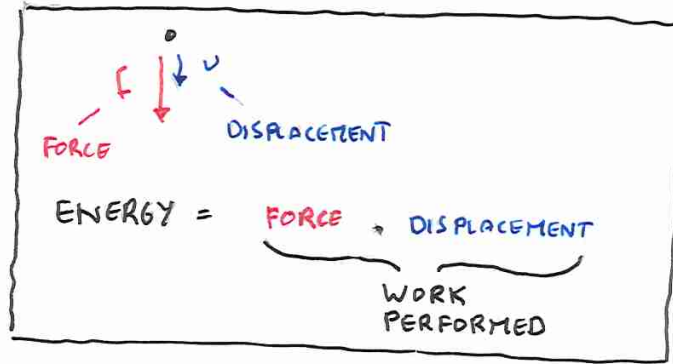 F U
FORCE DISPLACEMENT
ENERGY = FORCE · DISPLACEMENT
WORK
PERFORMED